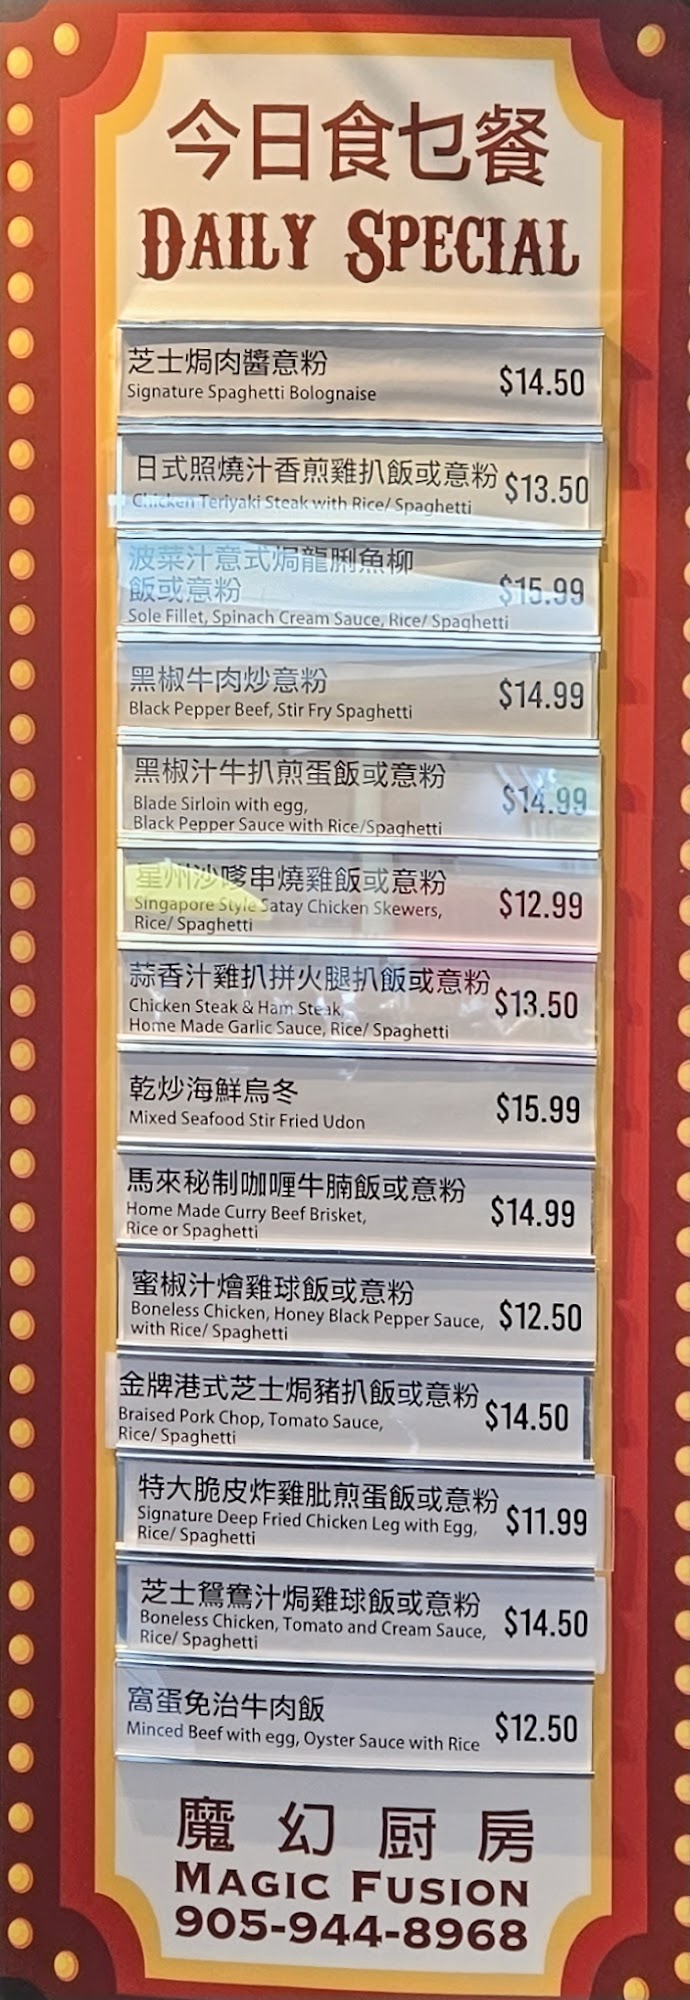 今日食乜餐
DAILY SPECIAL
芝士焗肉醬意粉
Signature Spaghetti Bolognaise
$14.50
日式照燒汁香煎雞扒飯或意粉
Chicken Teriyaki Steak with Rice/ Spaghetti
$13.50
波菜汁意式焗龍脷魚柳
飯或意粉
Sole Fillet, Spinach Cream Sauce, Rice/ Spaghetti
$15.99
黑椒牛肉炒意粉
Black Pepper Beef, Stir Fry Spaghetti
$14.99
黑椒汁牛扒煎蛋飯或意粉
Blade Sirloin with egg,
Black Pepper Sauce with Rice/Spaghetti
$14.99
星州沙嗲串燒雞飯或意粉
Singapore Style Satay Chicken Skewers,
Rice/ Spaghetti
$12.99
蒜香汁雞扒拼火腿扒飯或意粉
Chicken Steak & Ham Steak,
Home Made Garlic Sauce, Rice/ Spaghetti
$13.50
乾炒海鮮烏冬
Mixed Seafood Stir Fried Udon
$15.99
馬來秘制咖喱牛腩飯或意粉
Home Made Curry Beef Brisket,
Rice or Spaghetti
$14.99
蜜椒汁燴雞球飯或意粉
Boneless Chicken, Honey Black Pepper Sauce,
with Rice/ Spaghetti
$12.50
金牌港式芝士焗豬扒飯或意粉
Braised Pork Chop, Tomato Sauce,
Rice/ Spaghetti
$14.50
特大脆皮炸雞肶煎蛋飯或意粉
Signature Deep Fried Chicken Leg with Egg,
Rice/ Spaghetti
$11.99
芝士鴛鴦汁焗雞球飯或意粉
Boneless Chicken, Tomato and Cream Sauce,
Rice/ Spaghetti
$14.50
窩蛋免治牛肉飯
Minced Beef with egg, Oyster Sauce with Rice
$12.50
魔幻厨房
MAGIC FUSION
905-944-8968